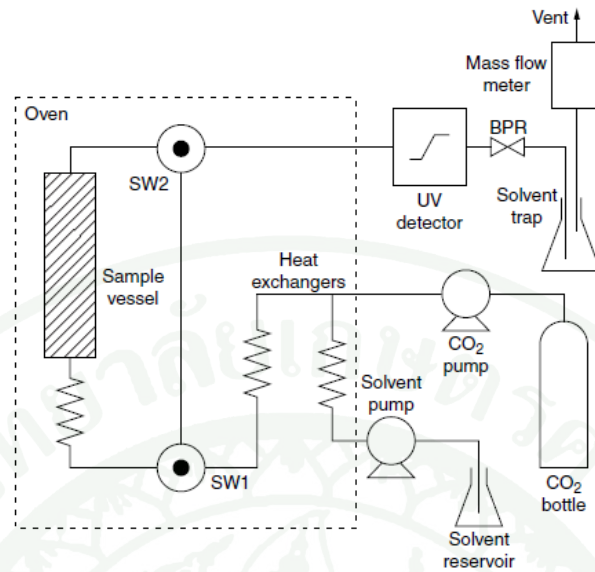 Vent
Mass flow
meter
Oven
BPR
SW2
UV
detector
Solvent
trap
Sample
vessel
Heat
exchangers
CO2
pump
Solvent
pump
SW1
CO2
bottle
Solvent
reservoir